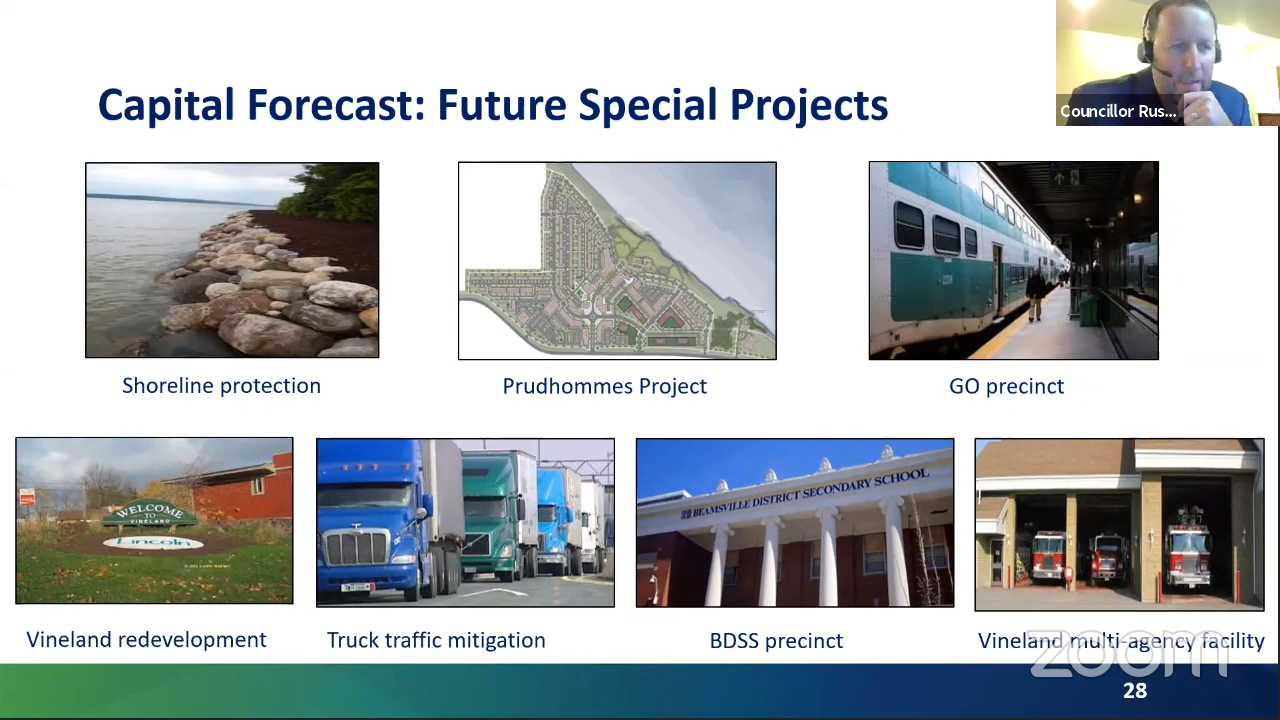 Councillor Rus...
Capital Forecast: Future Special Projects
Shoreline protection
Prudhommes Project
GO precinct
WELCOME
TO
VINELAND
Lincoln
BEAMSVILLE DISTRICT SECONDARY SCHOOL
Vineland redevelopment
Truck traffic mitigation
BDSS precinct
Vineland multi-agency facility
zoom
28